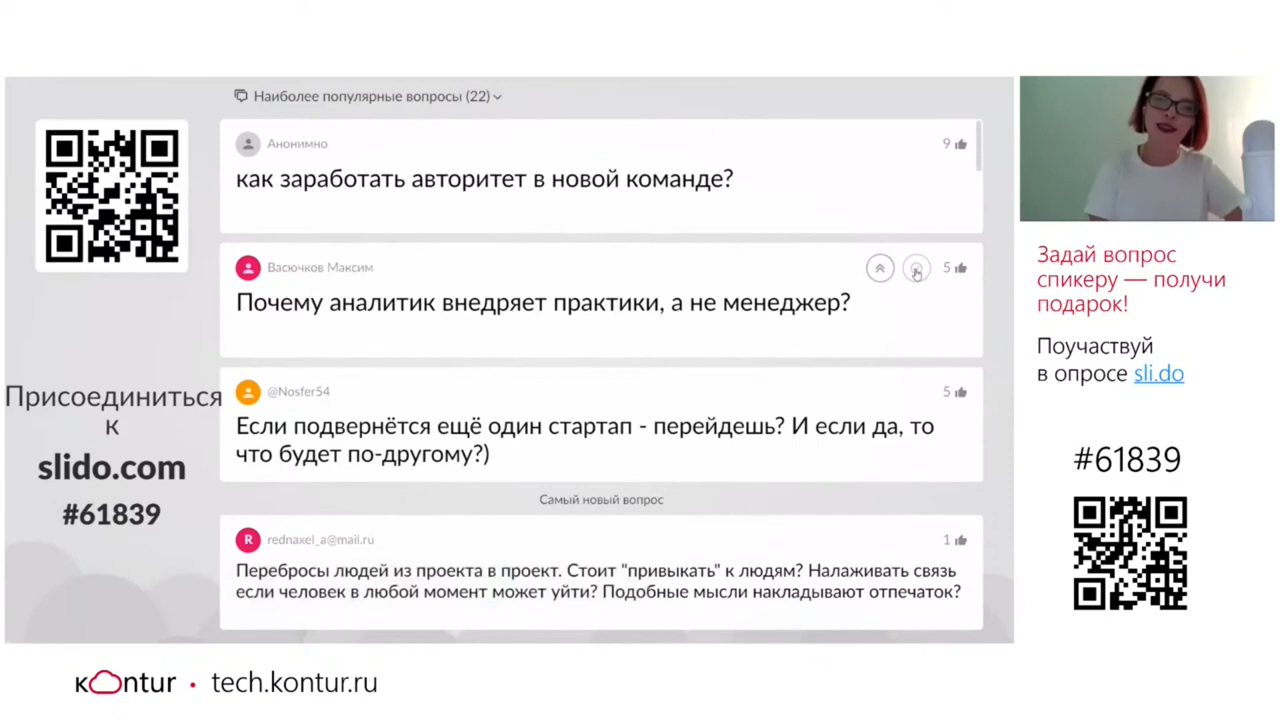 Наиболее популярные вопросы (22)
Анонимно
9
как заработать авторитет в новой команде?
Васючков Максим
5
Почему аналитик внедряет практики, а не менеджер?
@Nosfer54
5
Если подвернётся ещё один стартап - перейдешь? И если да, то
что будет по-другому?)
Самый новый вопрос
R
rednaxel_a@mail.ru
1
Перебросы людей из проекта в проект. Стоит "привыкать" к людям? Налаживать связь
если человек в любой момент может уйти? Подобные мысли накладывают отпечаток?
Присоединиться
к
slido.com
#61839
Задай вопрос
спикеру — получи
подарок!
Поучаствуй
в опросе sli.do
#61839
кontur • tech.kontur.ru